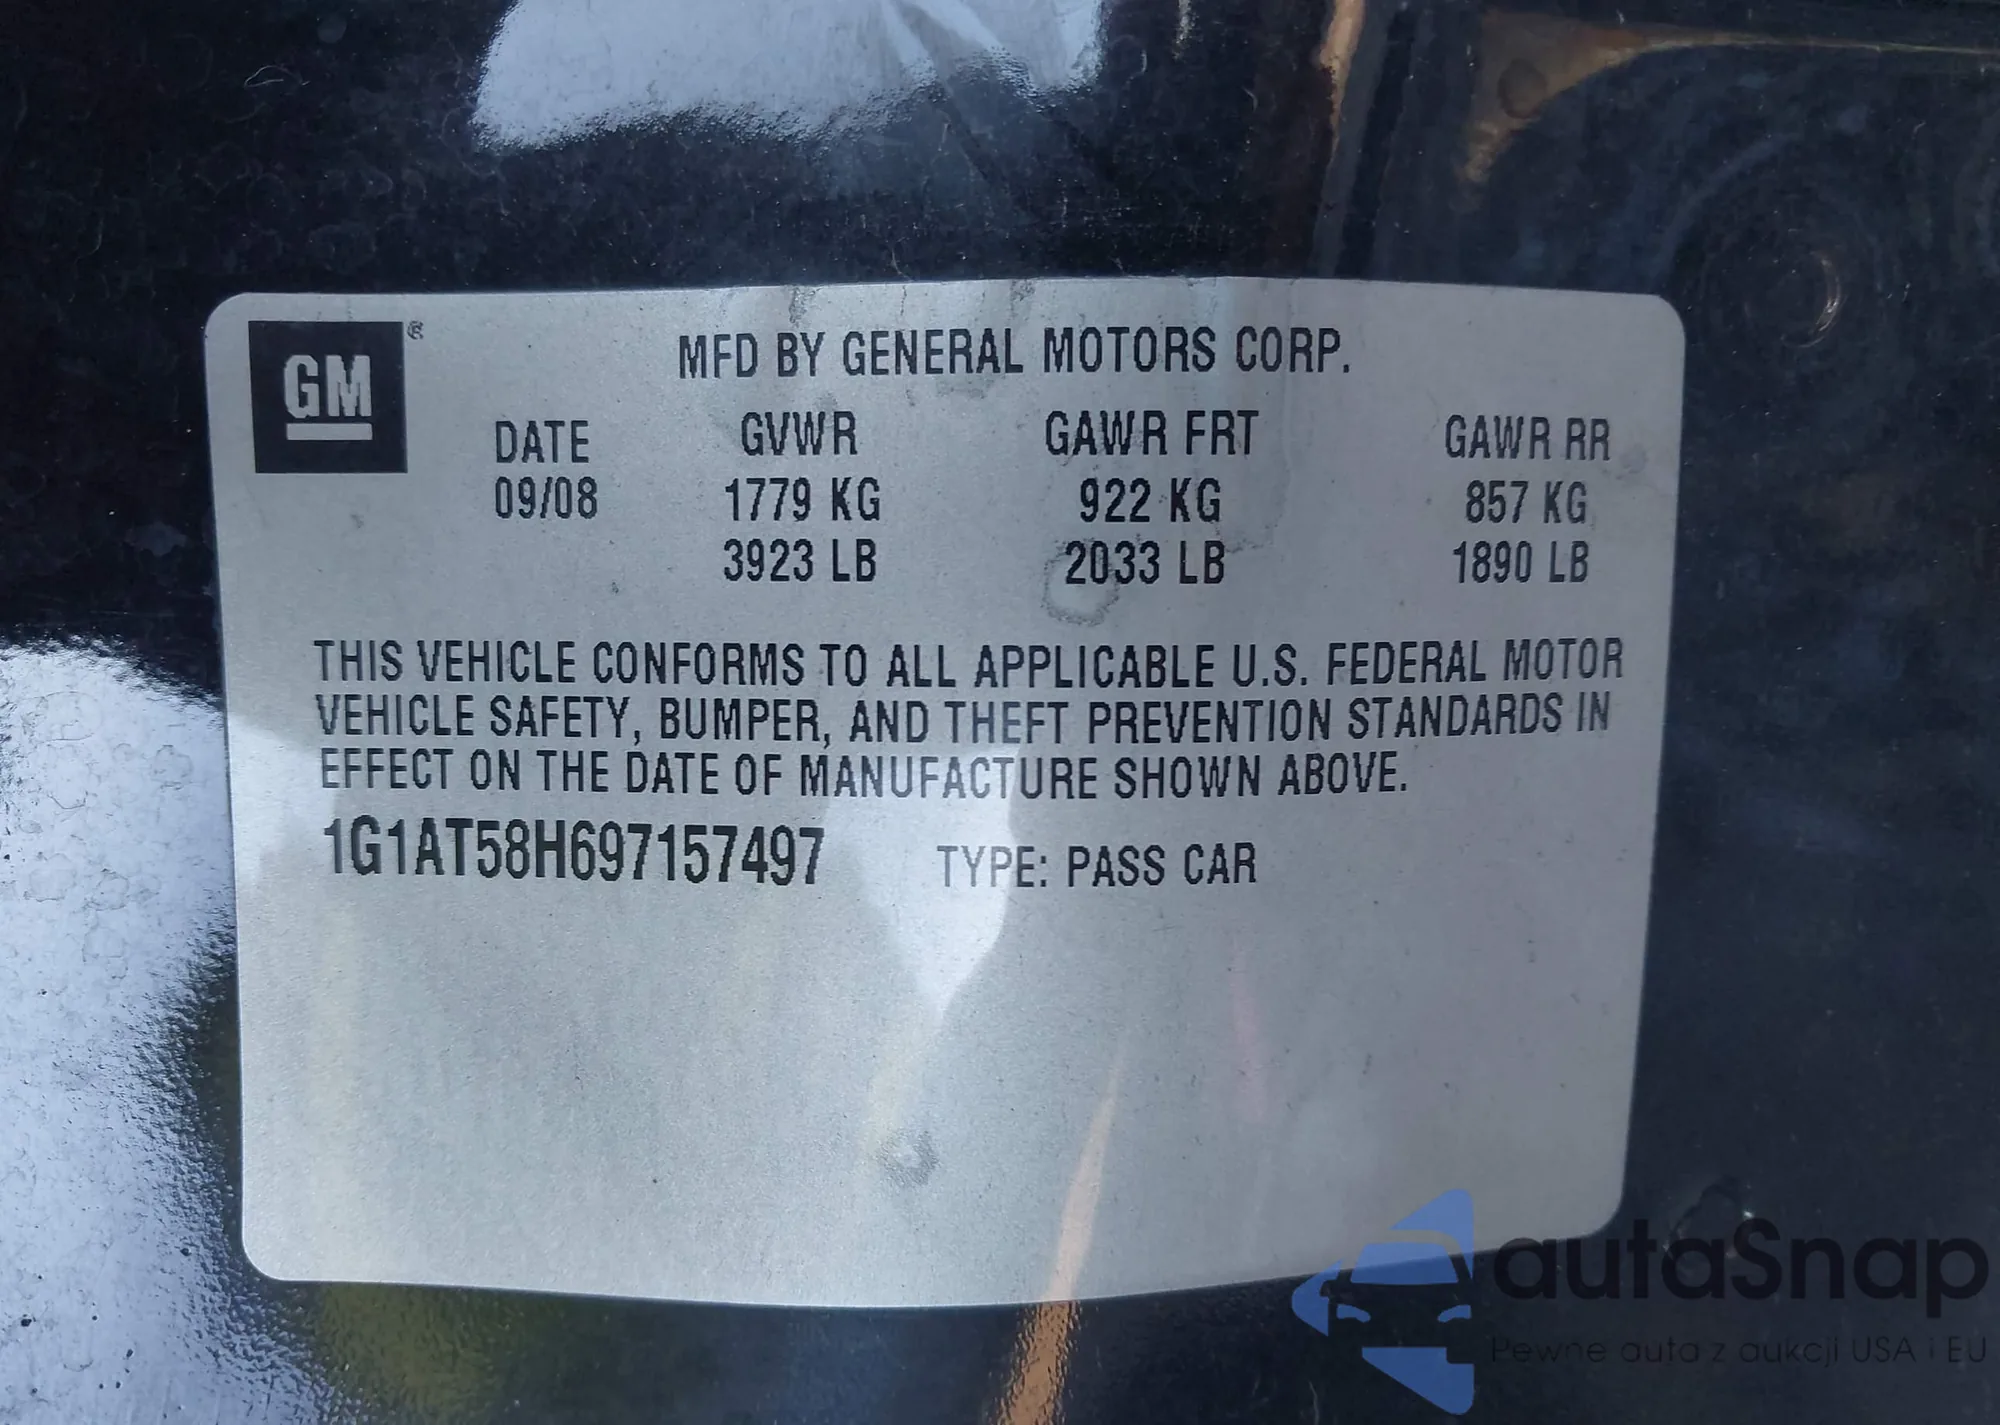 GM ®
MFD BY GENERAL MOTORS CORP.
DATE GVWR GAWR FRT GAWR RR
09/08 1779 KG 922 KG 857 KG
3923 LB 2033 LB 1890 LB
THIS VEHICLE CONFORMS TO ALL APPLICABLE U.S. FEDERAL MOTOR
VEHICLE SAFETY, BUMPER, AND THEFT PREVENTION STANDARDS IN
EFFECT ON THE DATE OF MANUFACTURE SHOWN ABOVE.
1G1AT58H697157497 TYPE: PASS CAR
autaSnap
Pewne auta z aukcji USA i EU